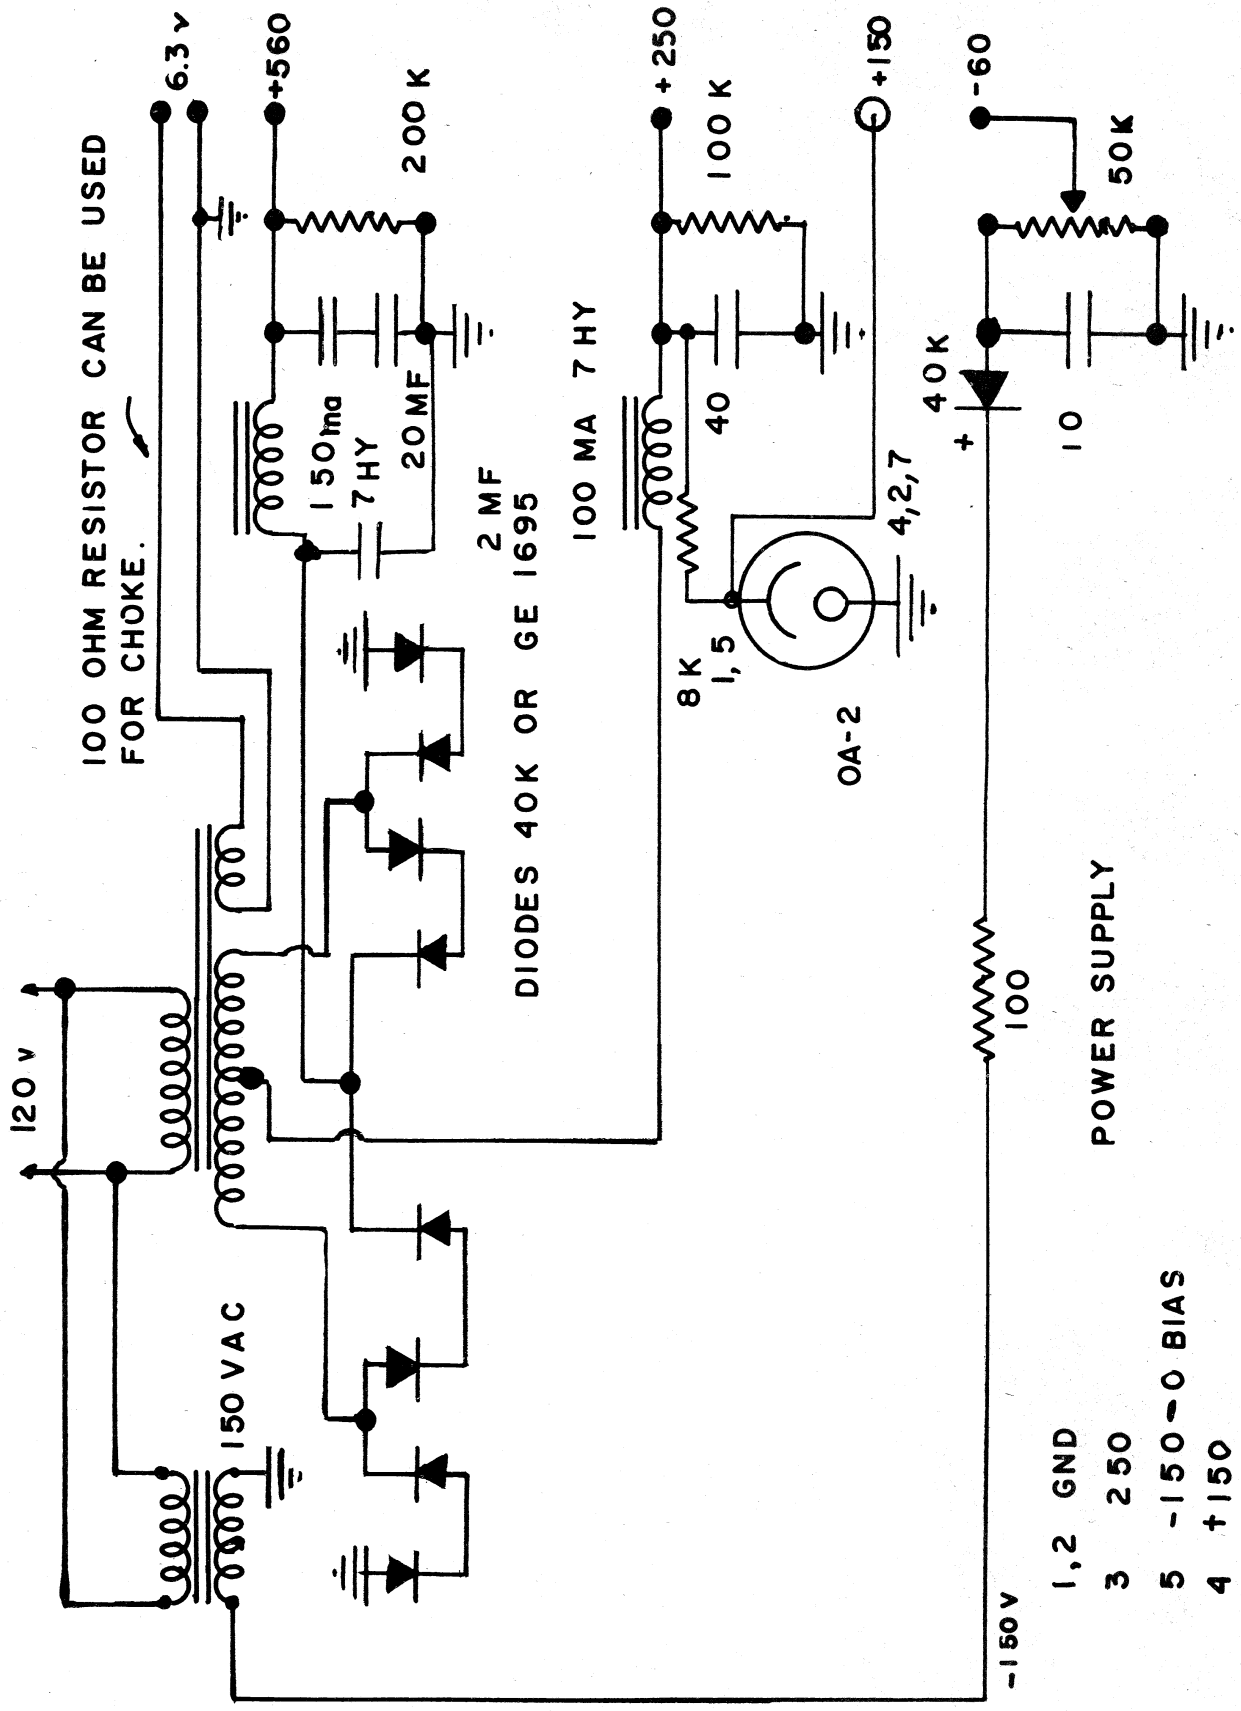 100 OHM RESISTOR CAN BE USED
FOR CHOKE.
120 v
6.3 v
+560
200 K
150ma
7 HY
20MF
2 MF
DIODES 40K OR GE 1695
150 VAC
100 MA 7 HY
+250
100 K
40
8 K
1, 5
OA-2
4,2,7
+150
-60
50K
40K
+
10
100
-150 V
POWER SUPPLY
1,2 GND
3 250
5 -150-0 BIAS
4 +150